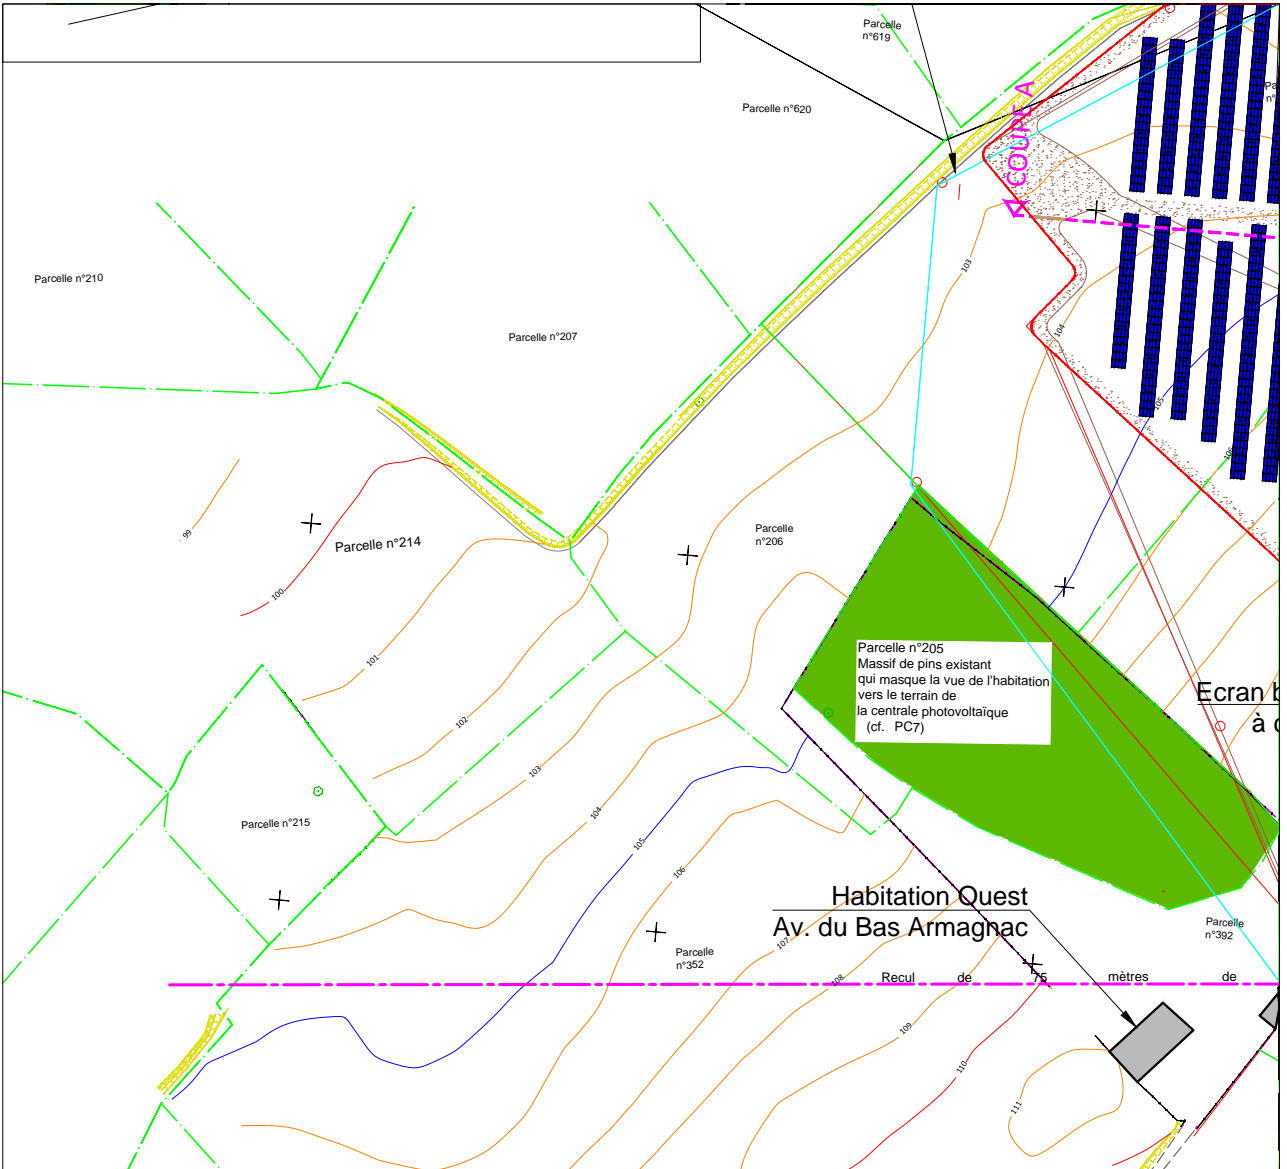 Parcelle
n°619
Parcelle n°620
COUPE A
Parcelle n°210
Parcelle n°207
103
104
105
106
99
Parcelle n°214
Parcelle
n°206
100
101
102
103
104
105
106
107
108
109
110
111
Parcelle n°205
Massif de pins existant
qui masque la vue de l'habitation
vers le terrain de
la centrale photovoltaïque
(cf. PC7)
Ecran b
à
Parcelle n°215
Habitation Ouest
Av. du Bas Armagnac
Parcelle
n°392
Parcelle
n°352
Recul de 75 mètres de